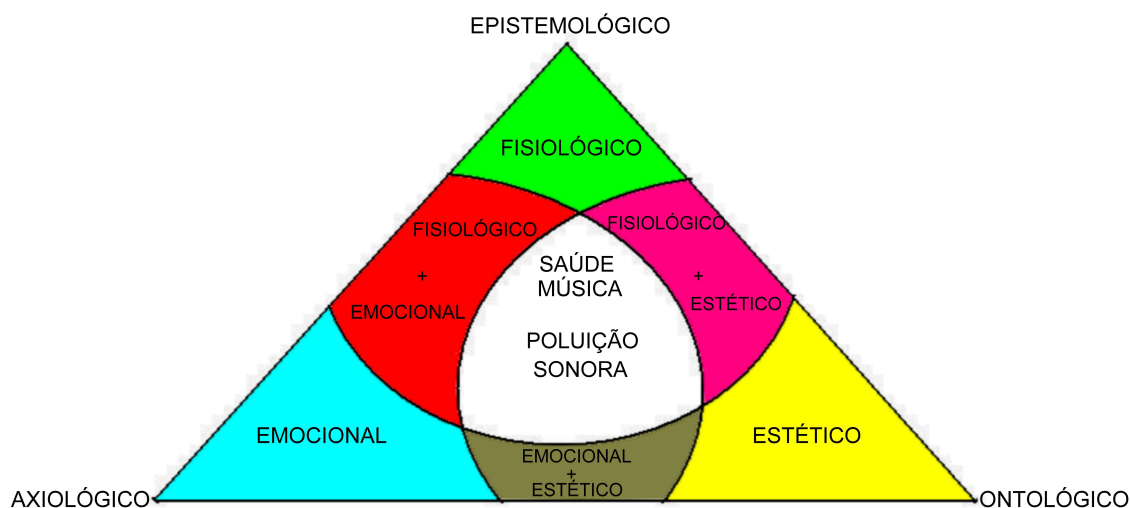 EPISTEMOLÓGICO
FISIOLÓGICO
FISIOLÓGICO
+
EMOCIONAL
FISIOLÓGICO
+
ESTÉTICO
SAÚDE
MÚSICA
POLUIÇÃO
SONORA
EMOCIONAL
ESTÉTICO
EMOCIONAL
+
ESTÉTICO
AXIOLÓGICO
ONTOLÓGICO